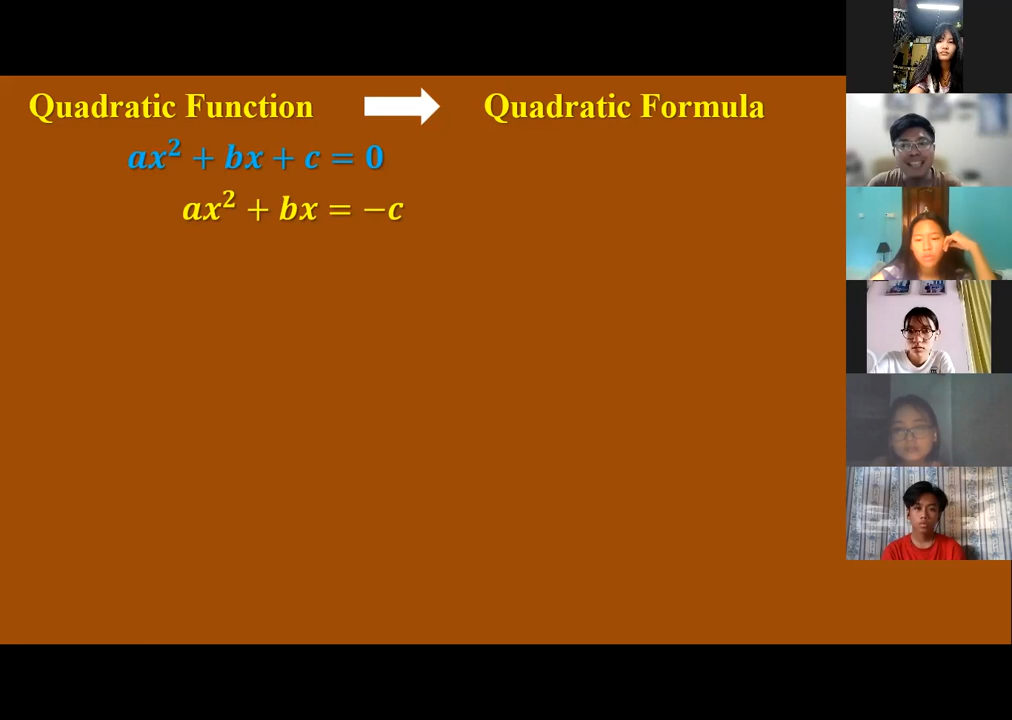 Quadratic Function Quadratic Formula
ax² + bx + c = 0
ax² + bx = −c